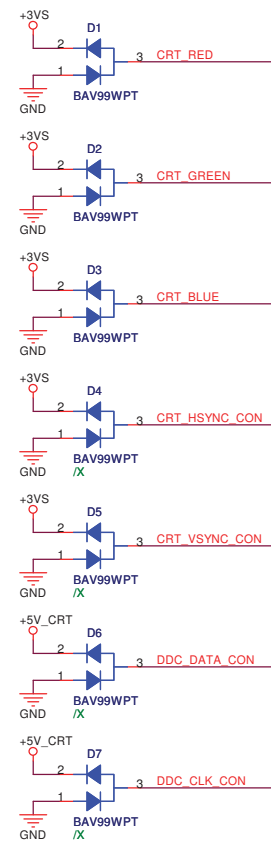 +3VS
D1
2
3 CRT_RED
1
BAV99WPT
GND
+3VS
D2
2
3 CRT_GREEN
1
BAV99WPT
GND
+3VS
D3
2
3 CRT_BLUE
1
BAV99WPT
GND
+3VS
D4
2
3 CRT_HSYNC_CON
1
BAV99WPT
GND /X
+3VS
D5
2
3 CRT_VSYNC_CON
1
BAV99WPT
GND /X
+5V_CRT
D6
2
3 DDC_DATA_CON
1
BAV99WPT
GND /X
+5V_CRT
D7
2
3 DDC_CLK_CON
1
BAV99WPT
GND /X